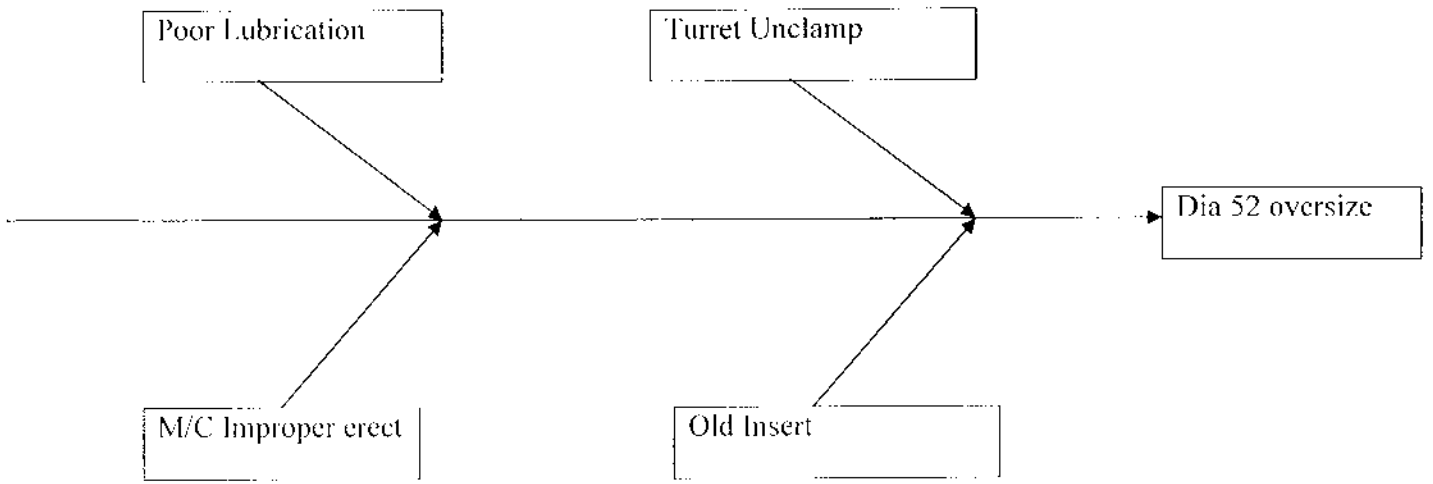 Poor Lubrication
Turret Unclamp
Dia 52 oversize
M/C Improper erect
Old Insert